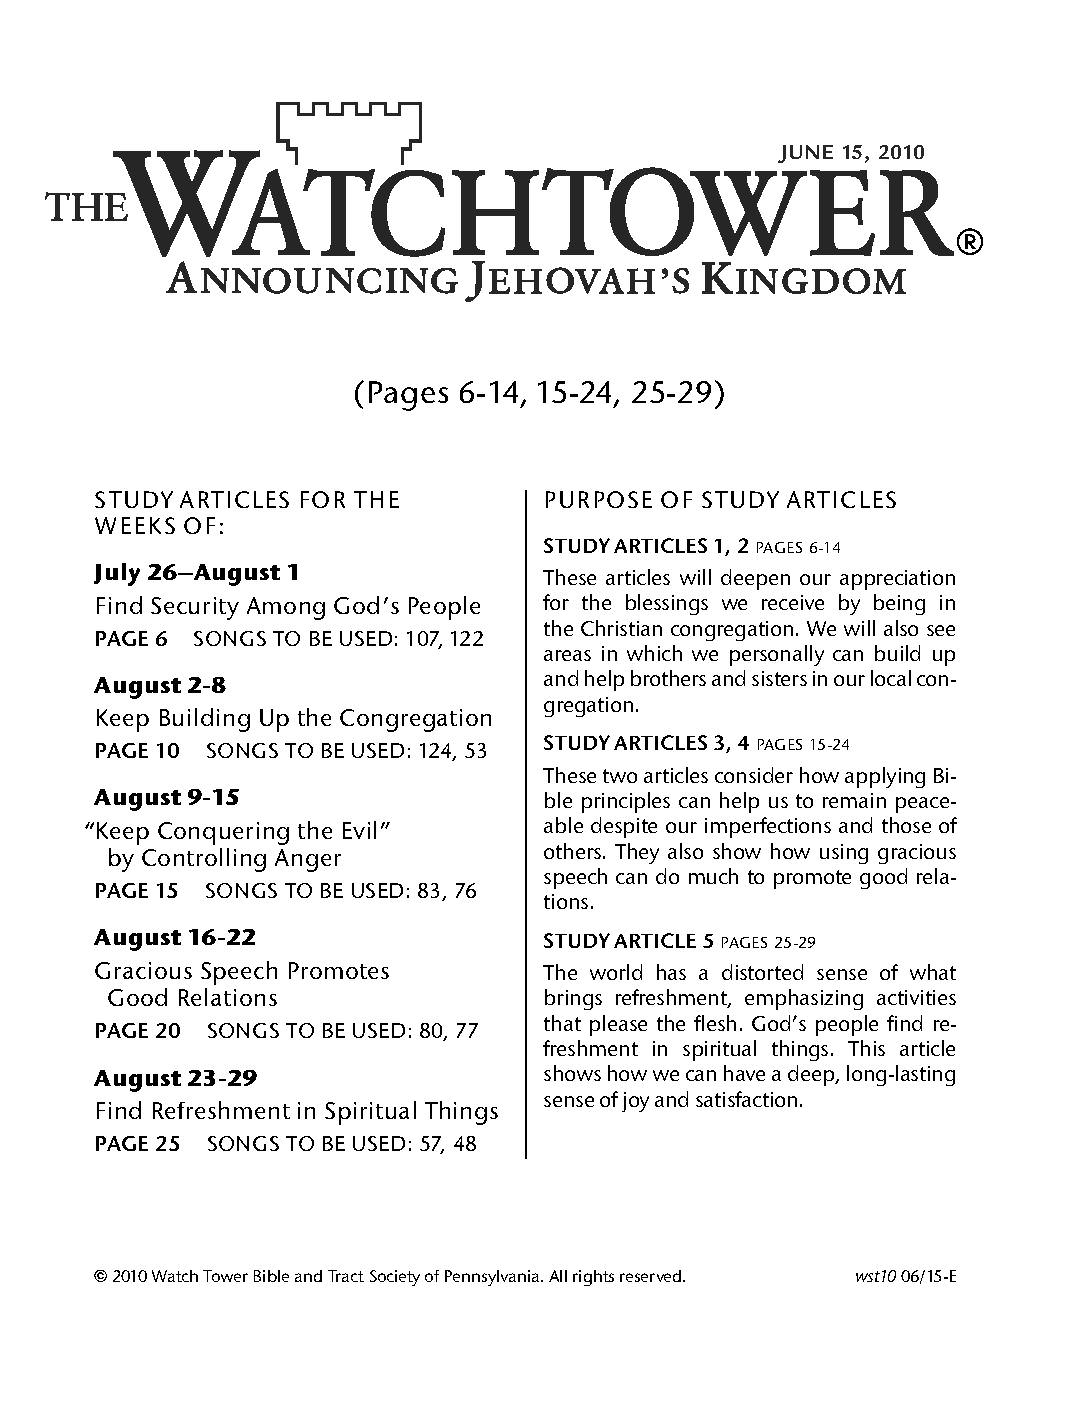 JUNE 15, 2010
THE WATCHTOWER®
ANNOUNCING JEHOVAH'S KINGDOM
(Pages 6-14, 15-24, 25-29)
STUDY ARTICLES FOR THE
WEEKS OF:
July 26–August 1
Find Security Among God's People
PAGE 6 SONGS TO BE USED: 107, 122
August 2-8
Keep Building Up the Congregation
PAGE 10 SONGS TO BE USED: 124, 53
August 9-15
“Keep Conquering the Evil”
by Controlling Anger
PAGE 15 SONGS TO BE USED: 83, 76
August 16-22
Gracious Speech Promotes
Good Relations
PAGE 20 SONGS TO BE USED: 80, 77
August 23-29
Find Refreshment in Spiritual Things
PAGE 25 SONGS TO BE USED: 57, 48
PURPOSE OF STUDY ARTICLES
STUDY ARTICLES 1, 2 PAGES 6-14
These articles will deepen our appreciation
for the blessings we receive by being in
the Christian congregation. We will also see
areas in which we personally can build up
and help brothers and sisters in our local con-
gregation.
STUDY ARTICLES 3, 4 PAGES 15-24
These two articles consider how applying Bi-
ble principles can help us to remain peace-
able despite our imperfections and those of
others. They also show how using gracious
speech can do much to promote good rela-
tions.
STUDY ARTICLE 5 PAGES 25-29
The world has a distorted sense of what
brings refreshment, emphasizing activities
that please the flesh. God's people find re-
freshment in spiritual things. This article
shows how we can have a deep, long-lasting
sense of joy and satisfaction.
© 2010 Watch Tower Bible and Tract Society of Pennsylvania. All rights reserved.
wst10 06/15-E